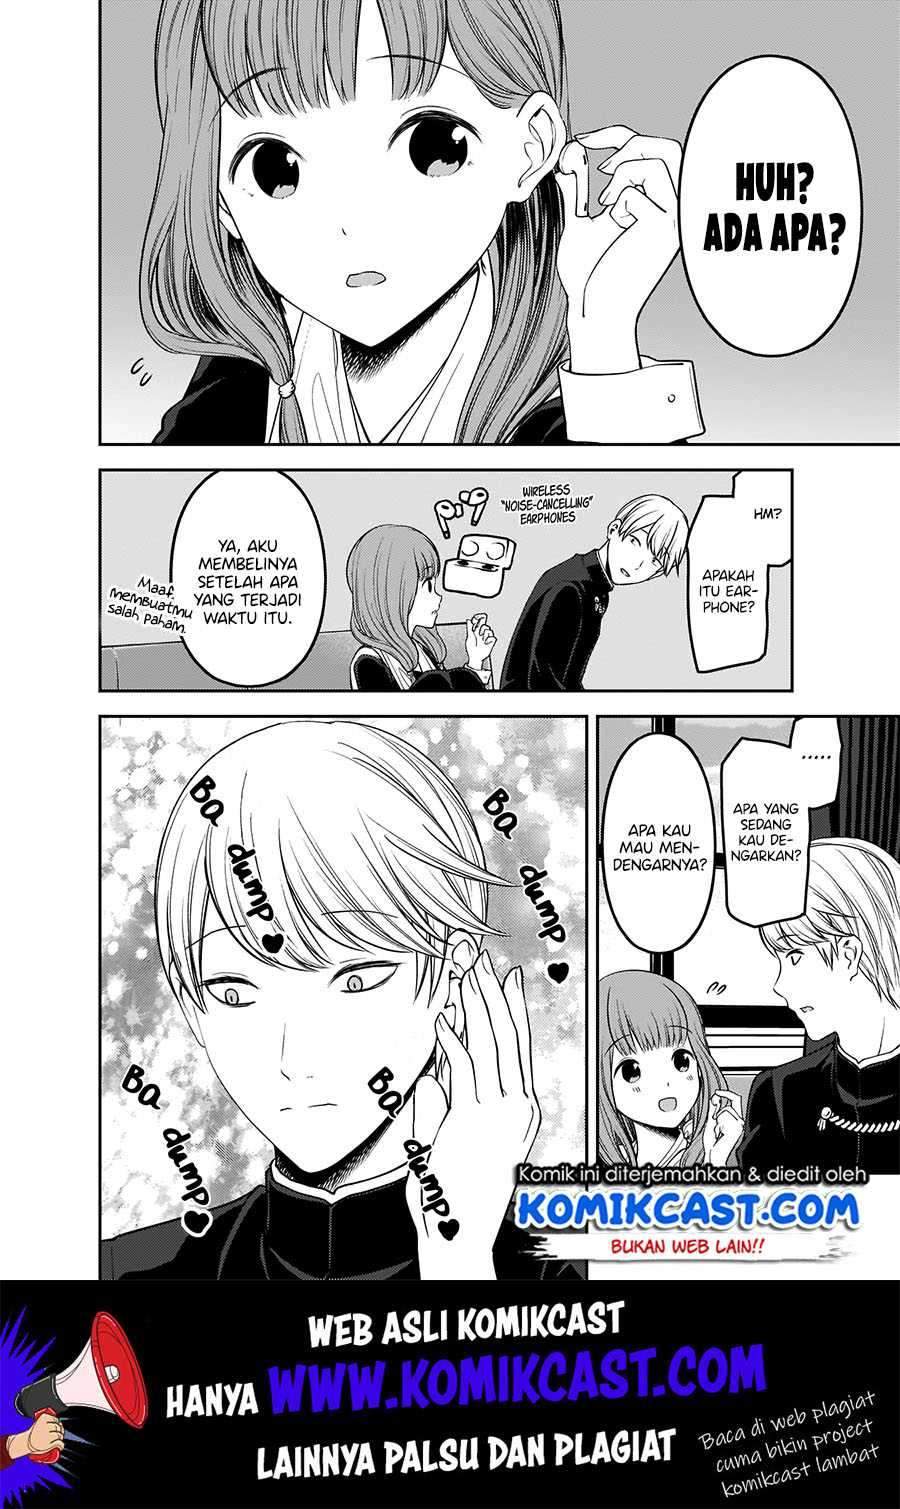 HUH?
ADA APA?
HM?
APAKAH
ITU EAR-
PHONE?
WIRELESS
"NOISE-CANCELLING"
EARPHONES
YA, AKU
MEMBELINYA
SETELAH APA
YANG TERJADI
WAKTU ITU.
Maaf
membuatmu
salah paham.
......
APA YANG
SEDANG
KAU DE-
NGARKAN?
APA KAU
MAU MEN-
DENGARNYA?
BA
dump
BA
dump
BA
dump
BA
dump
Komik ini diterjemahkan & diedit oleh
KOMIKCAST.COM
BUKAN WEB LAIN!!
WEB ASLI KOMIKCAST
HANYA WWW.KOMIKCAST.COM
LAINNYA PALSU DAN PLAGIAT
Baca di web plagiat
cuma bikin project
komikcast lambat